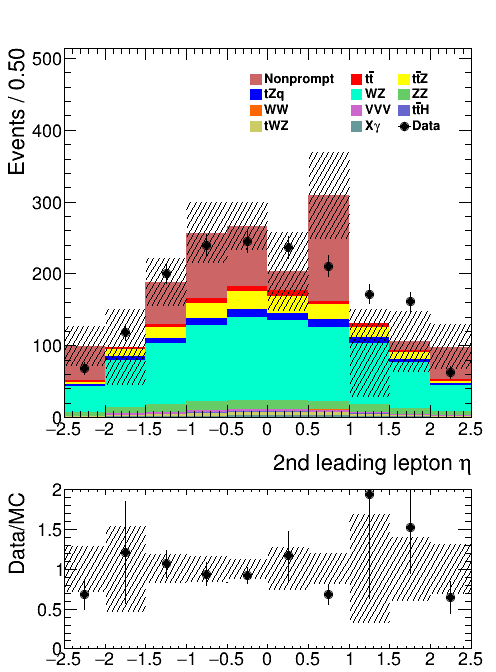 Events / 0.50
500
400
300
200
100
0
Nonprompt tt̄ tt̄Z
tZq WZ ZZ
WW VVV tt̄H
tWZ Xγ Data
−2.5 −2 −1.5 −1 −0.5 0 0.5 1 1.5 2 2.5
2nd leading lepton η
Data/MC
2
1.5
1
0.5
0
−2.5 −2 −1.5 −1 −0.5 0 0.5 1 1.5 2 2.5